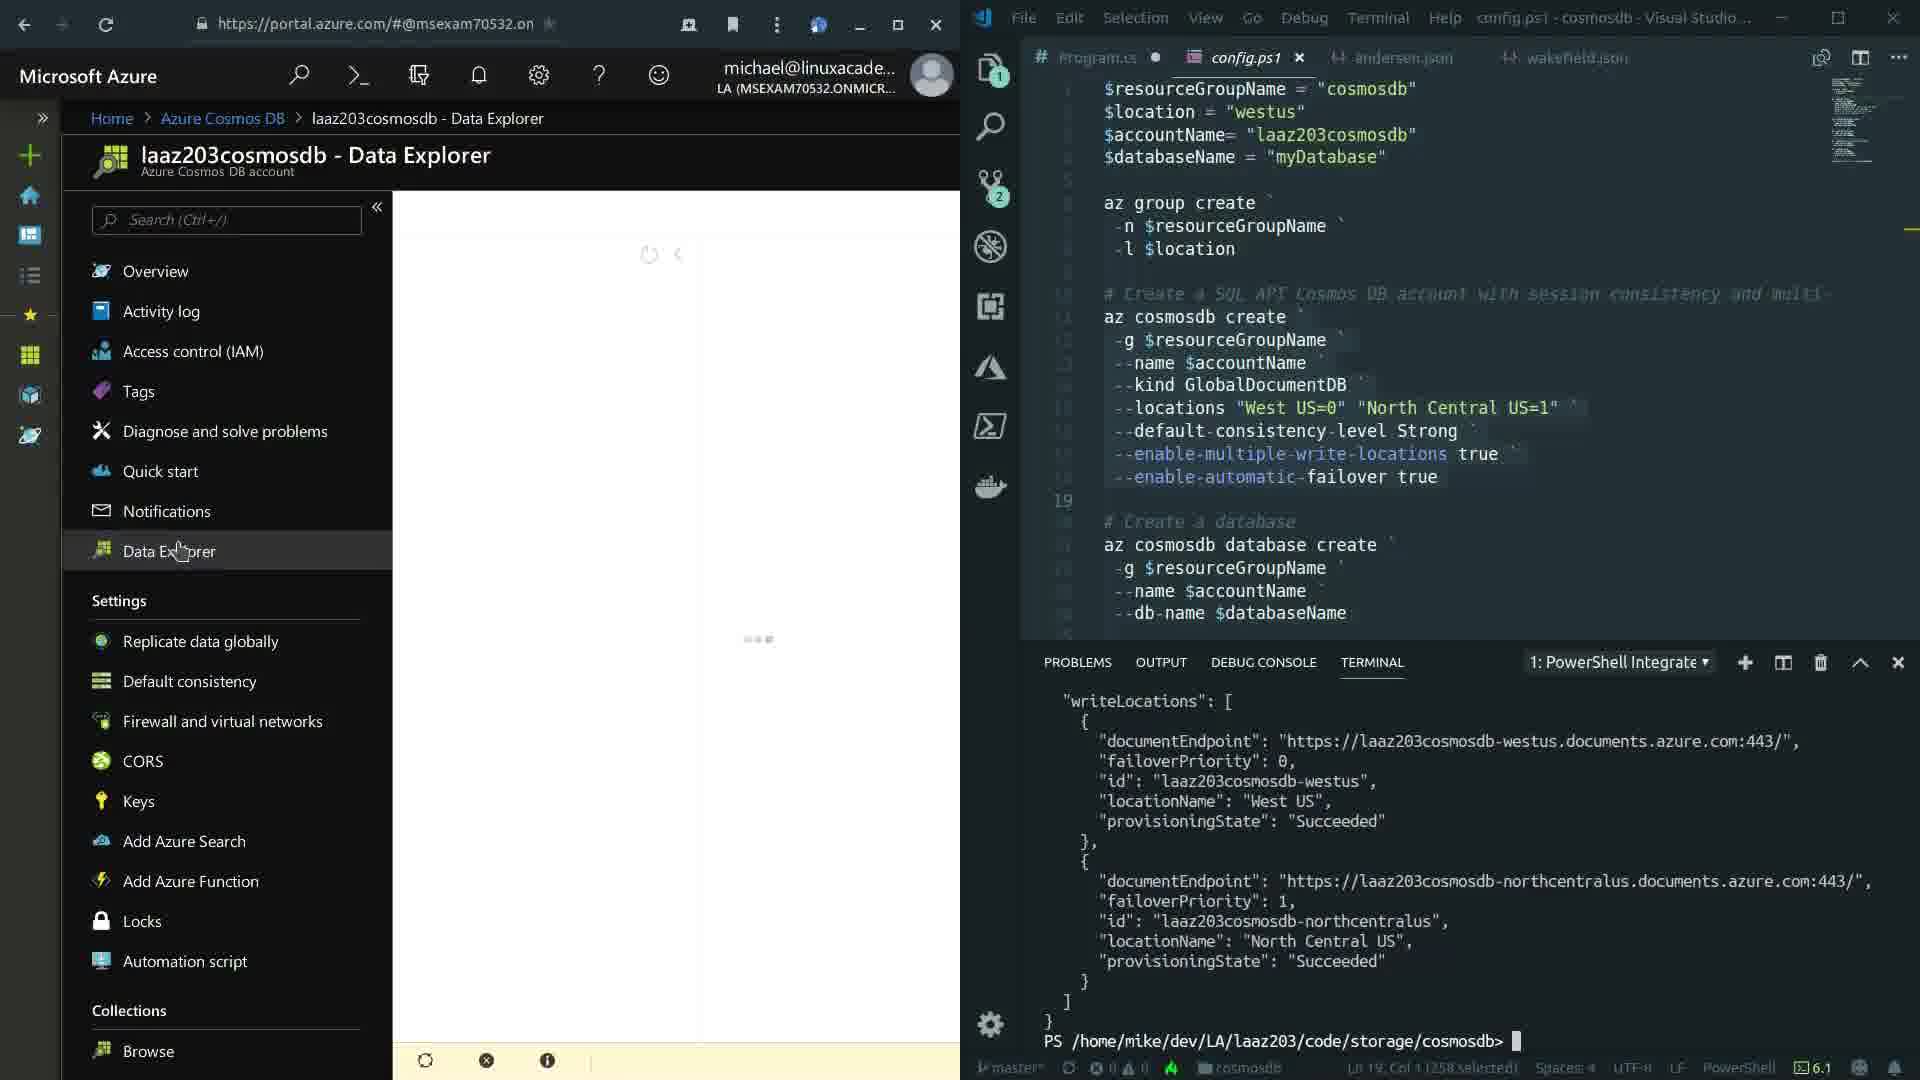 https://portal.azure.com/#@msexam70532.on
Microsoft Azure
michael@linuxacade...
LA (MSEXAM70532.ONMICR...
Home > Azure Cosmos DB > laaz203cosmosdb - Data Explorer
laaz203cosmosdb - Data Explorer
Azure Cosmos DB account
Search (Ctrl+/)
Overview
Activity log
Access control (IAM)
Tags
Diagnose and solve problems
Quick start
Notifications
Data Explorer
Settings
Replicate data globally
Default consistency
Firewall and virtual networks
CORS
Keys
Add Azure Search
Add Azure Function
Locks
Automation script
Collections
Browse
File Edit Selection View Go Debug Terminal Help config.ps1 - cosmosdb - Visual Studio ...
Program.cs config.ps1 andersen.json wakefield.json
1
2
$resourceGroupName = "cosmosdb"
$location = "westus"
$accountName= "laaz203cosmosdb"
$databaseName = "myDatabase"
az group create `
-n $resourceGroupName `
-l $location
# Create a SQL API Cosmos DB account with session consistency and multi-
az cosmosdb create `
-g $resourceGroupName `
--name $accountName `
--kind GlobalDocumentDB `
--locations "West US=0" "North Central US=1" `
--default-consistency-level Strong `
--enable-multiple-write-locations true `
--enable-automatic-failover true
19
# Create a database
az cosmosdb database create `
-g $resourceGroupName `
--name $accountName `
--db-name $databaseName
PROBLEMS OUTPUT DEBUG CONSOLE TERMINAL 1: PowerShell Integrate
"writeLocations": [
{
"documentEndpoint": "https://laaz203cosmosdb-westus.documents.azure.com:443/",
"failoverPriority": 0,
"id": "laaz203cosmosdb-westus",
"locationName": "West US",
"provisioningState": "Succeeded"
},
{
"documentEndpoint": "https://laaz203cosmosdb-northcentralus.documents.azure.com:443/",
"failoverPriority": 1,
"id": "laaz203cosmosdb-northcentralus",
"locationName": "North Central US",
"provisioningState": "Succeeded"
}
]
}
PS /home/mike/dev/LA/laaz203/code/storage/cosmosdb>
master* 0 0 cosmosdb Ln 19, Col 1 (258 selected) Spaces: 4 UTF-8 LF PowerShell 6.1